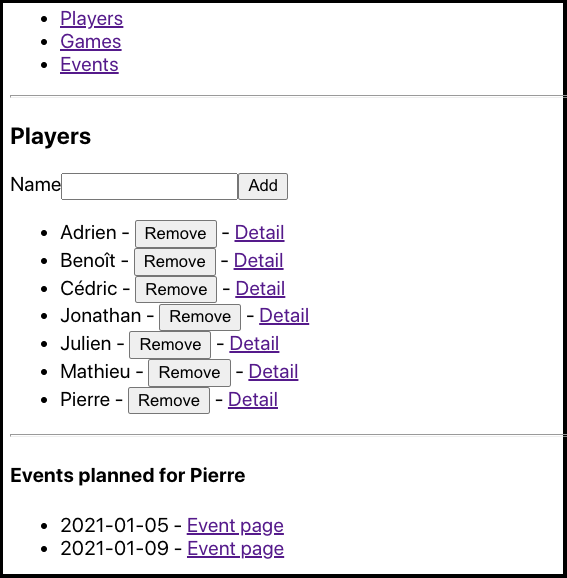 Players
Games
Events
Players
Name Add
Adrien - Remove - Detail
Benoît - Remove - Detail
Cédric - Remove - Detail
Jonathan - Remove - Detail
Julien - Remove - Detail
Mathieu - Remove - Detail
Pierre - Remove - Detail
Events planned for Pierre
2021-01-05 - Event page
2021-01-09 - Event page